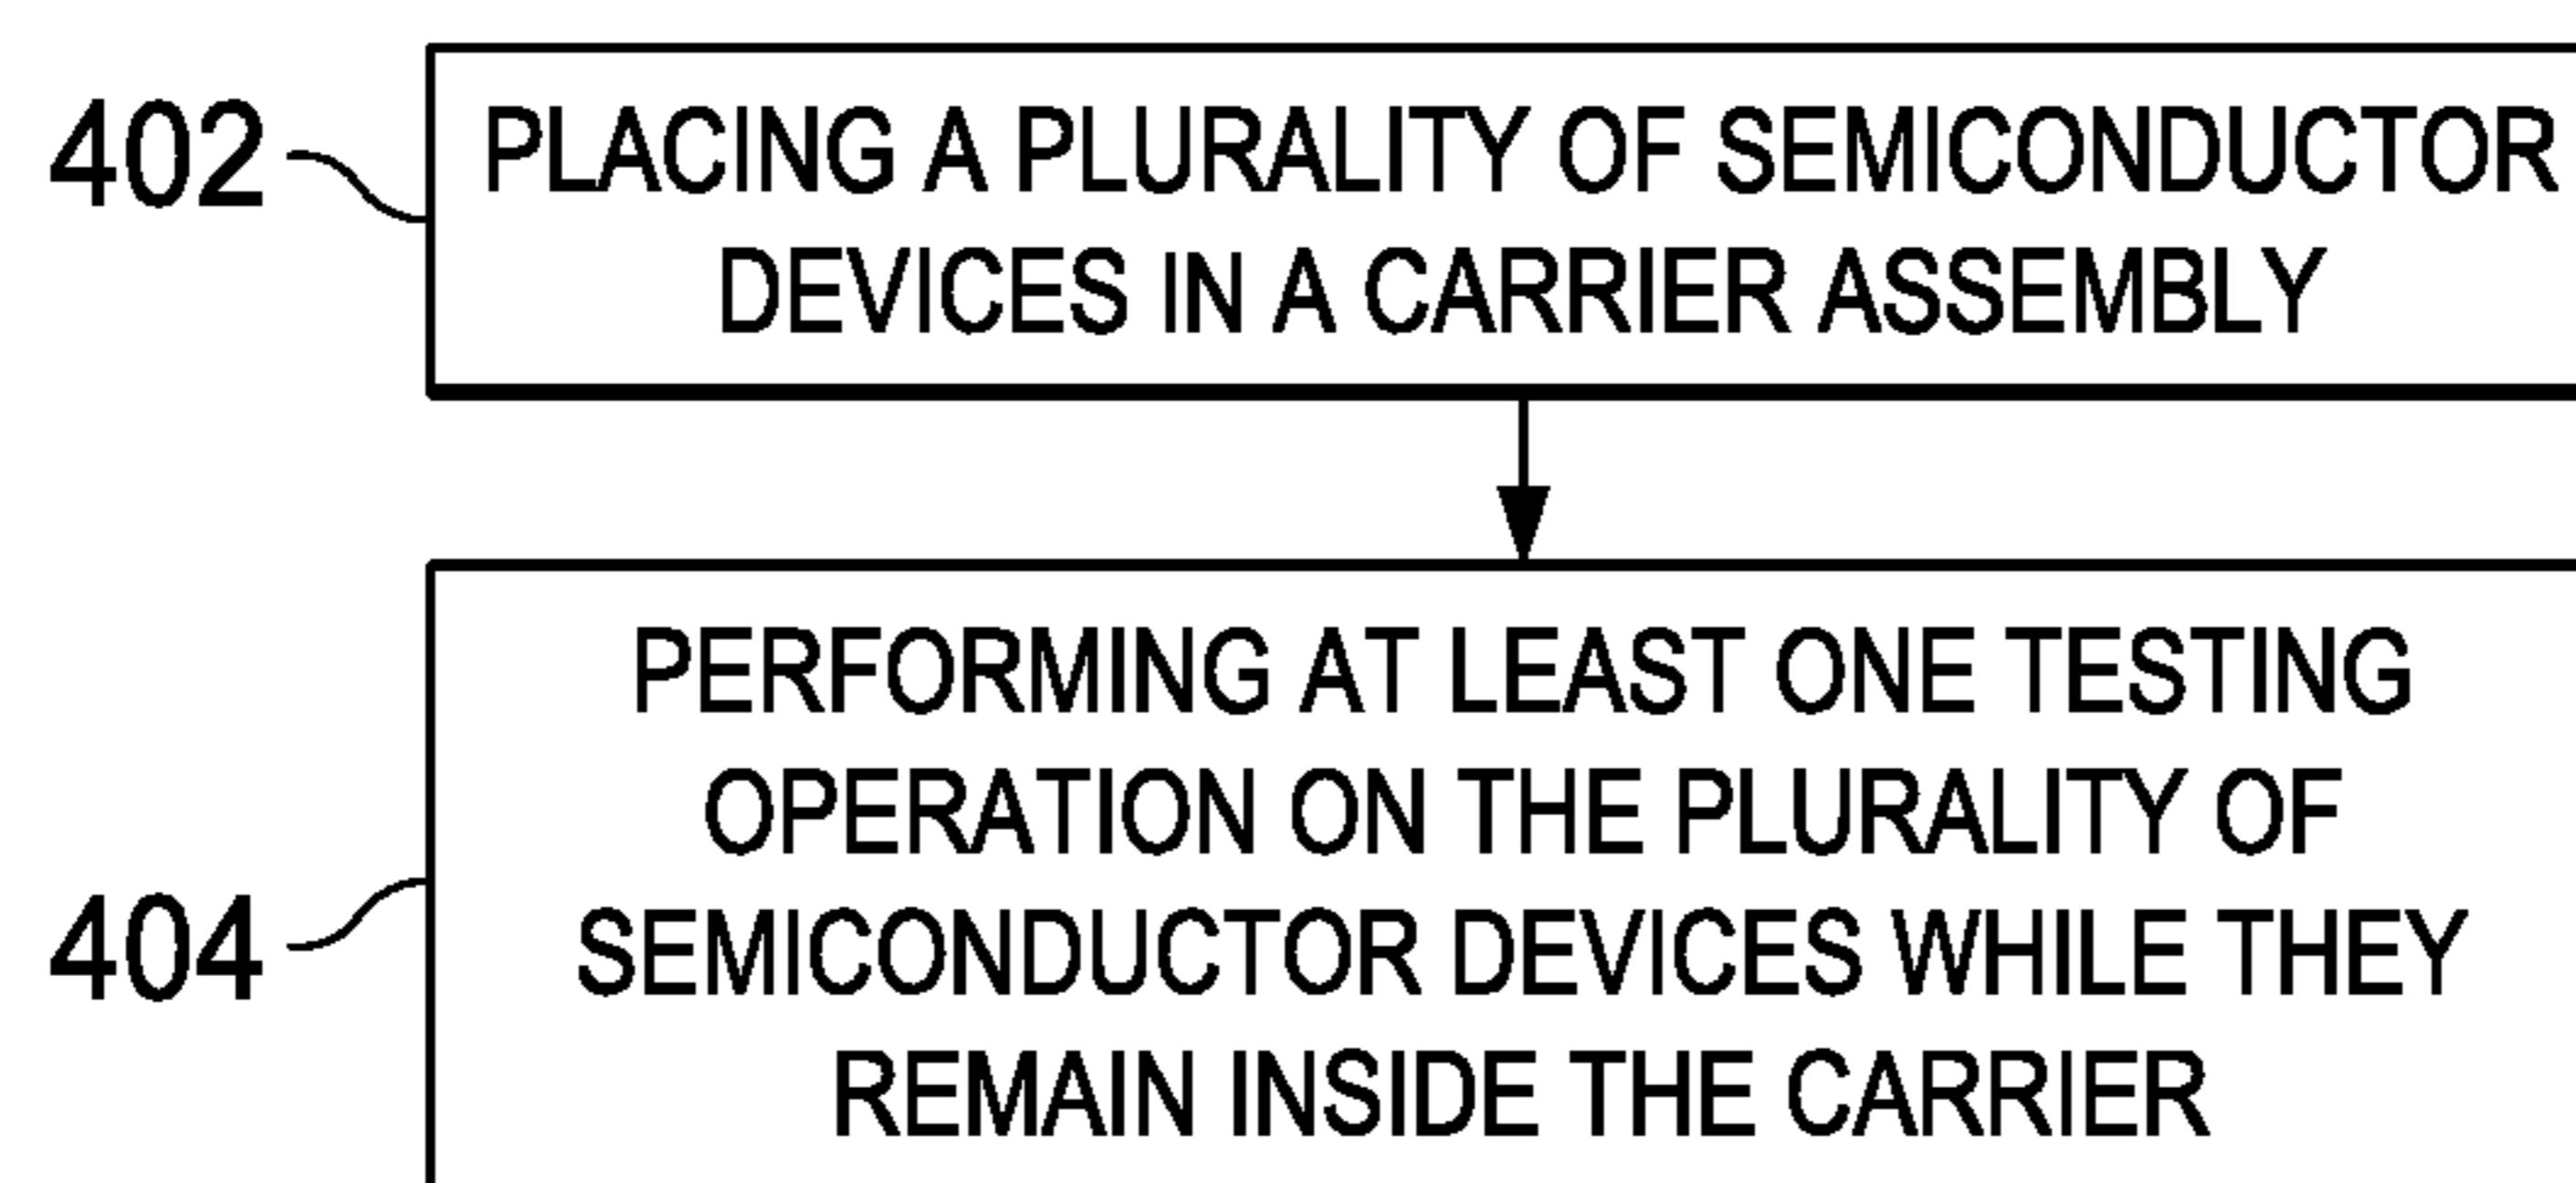 402
PLACING A PLURALITY OF SEMICONDUCTOR
DEVICES IN A CARRIER ASSEMBLY
PERFORMING AT LEAST ONE TESTING
OPERATION ON THE PLURALITY OF
404
SEMICONDUCTOR DEVICES WHILE THEY
REMAIN INSIDE THE CARRIER